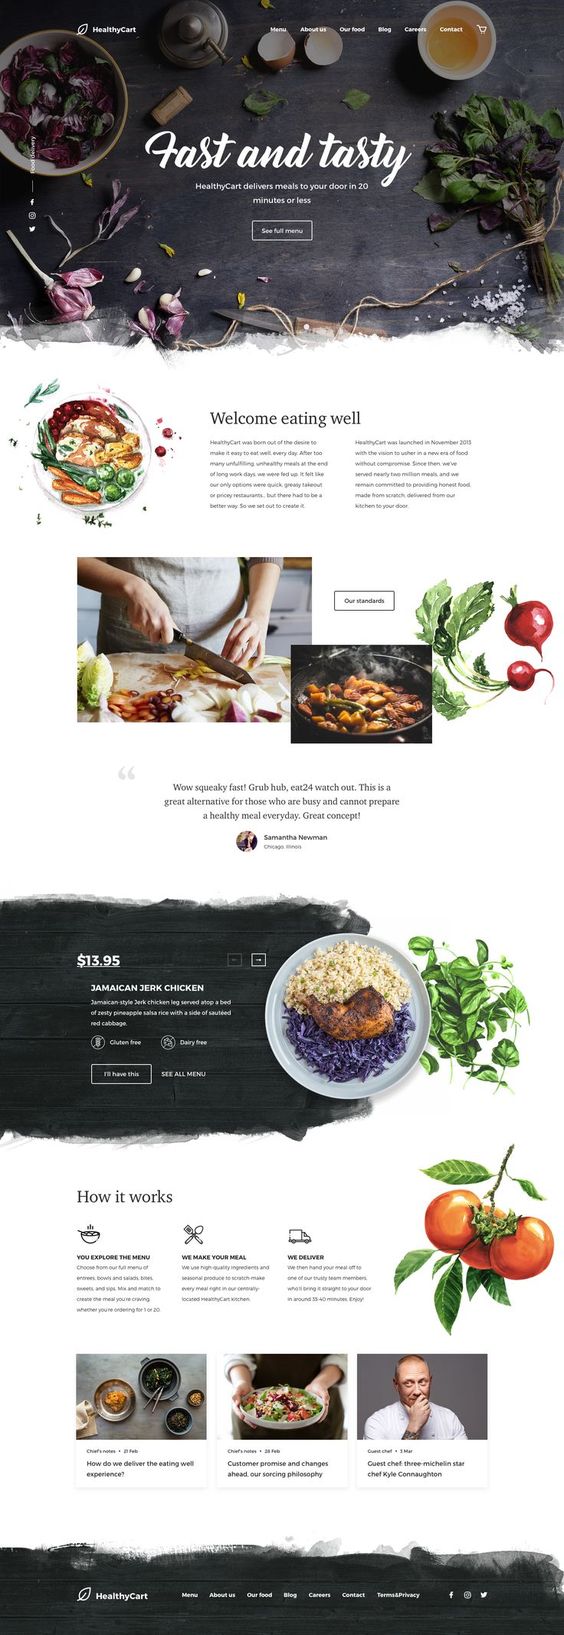 HealthyCart
Menu About us Our food Blog Careers Contact
Food delivery
Fast and tasty
HealthyCart delivers meals to your door in 20
minutes or less
See full menu
Welcome eating well
HealthyCart was born out of the desire to
make it easy to eat well, every day. After too
many unfulfilling, unhealthy meals at the end
of long work days, we were fed up. It felt like
our only options were quick, greasy takeout
or pricey restaurants... but there had to be a
better way. So we set out to create it.
HealthyCart was launched in November 2013
with the vision to usher in a new era of food
without compromise. Since then, we've
served nearly two million meals, and we
remain committed to providing honest food,
made from scratch, delivered from our
kitchen to your door.
Our standards
“
Wow squeaky fast! Grub hub, eat24 watch out. This is a
great alternative for those who are busy and cannot prepare
a healthy meal everyday. Great concept!
Samantha Newman
Chicago, Illinois
$13.95
JAMAICAN JERK CHICKEN
Jamaican-style Jerk chicken leg served atop a bed
of zesty pineapple salsa rice with a side of sautéed
red cabbage.
Gluten free
Dairy free
I'll have this
SEE ALL MENU
How it works
YOU EXPLORE THE MENU
Choose from our full menu of
entrees, bowls and salads, bites,
sweets, and sips. Mix and match to
create the meal you're craving,
whether you're ordering for 1 or 20.
WE MAKE YOUR MEAL
We use high-quality ingredients and
seasonal produce to scratch-make
every meal right in our centrally-
located HealthyCart kitchen.
WE DELIVER
We then hand your meal off to
one of our trusty team members,
who'll bring it straight to your door
in around 35-40 minutes. Enjoy!
Chief's notes • 21 Feb
How do we deliver the eating well
experience?
Chief's notes • 28 Feb
Customer promise and changes
ahead, our sorcing philosophy
Guest chef • 3 Mar
Guest chef: three-michelin star
chef Kyle Connaughton
HealthyCart
Menu About us Our food Blog Careers Contact Terms&Privacy